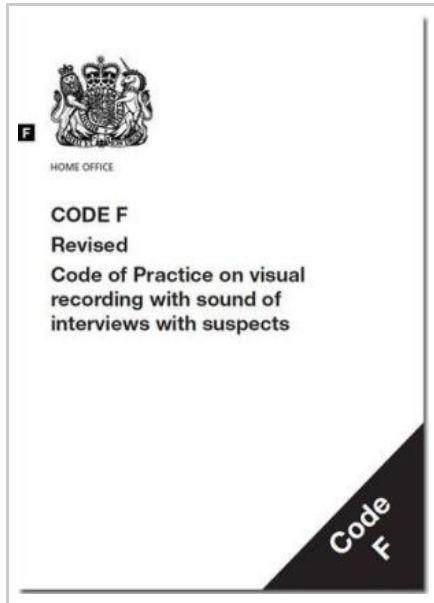 F
HOME OFFICE
CODE F
Revised
Code of Practice on visual
recording with sound of
interviews with suspects
Code
F